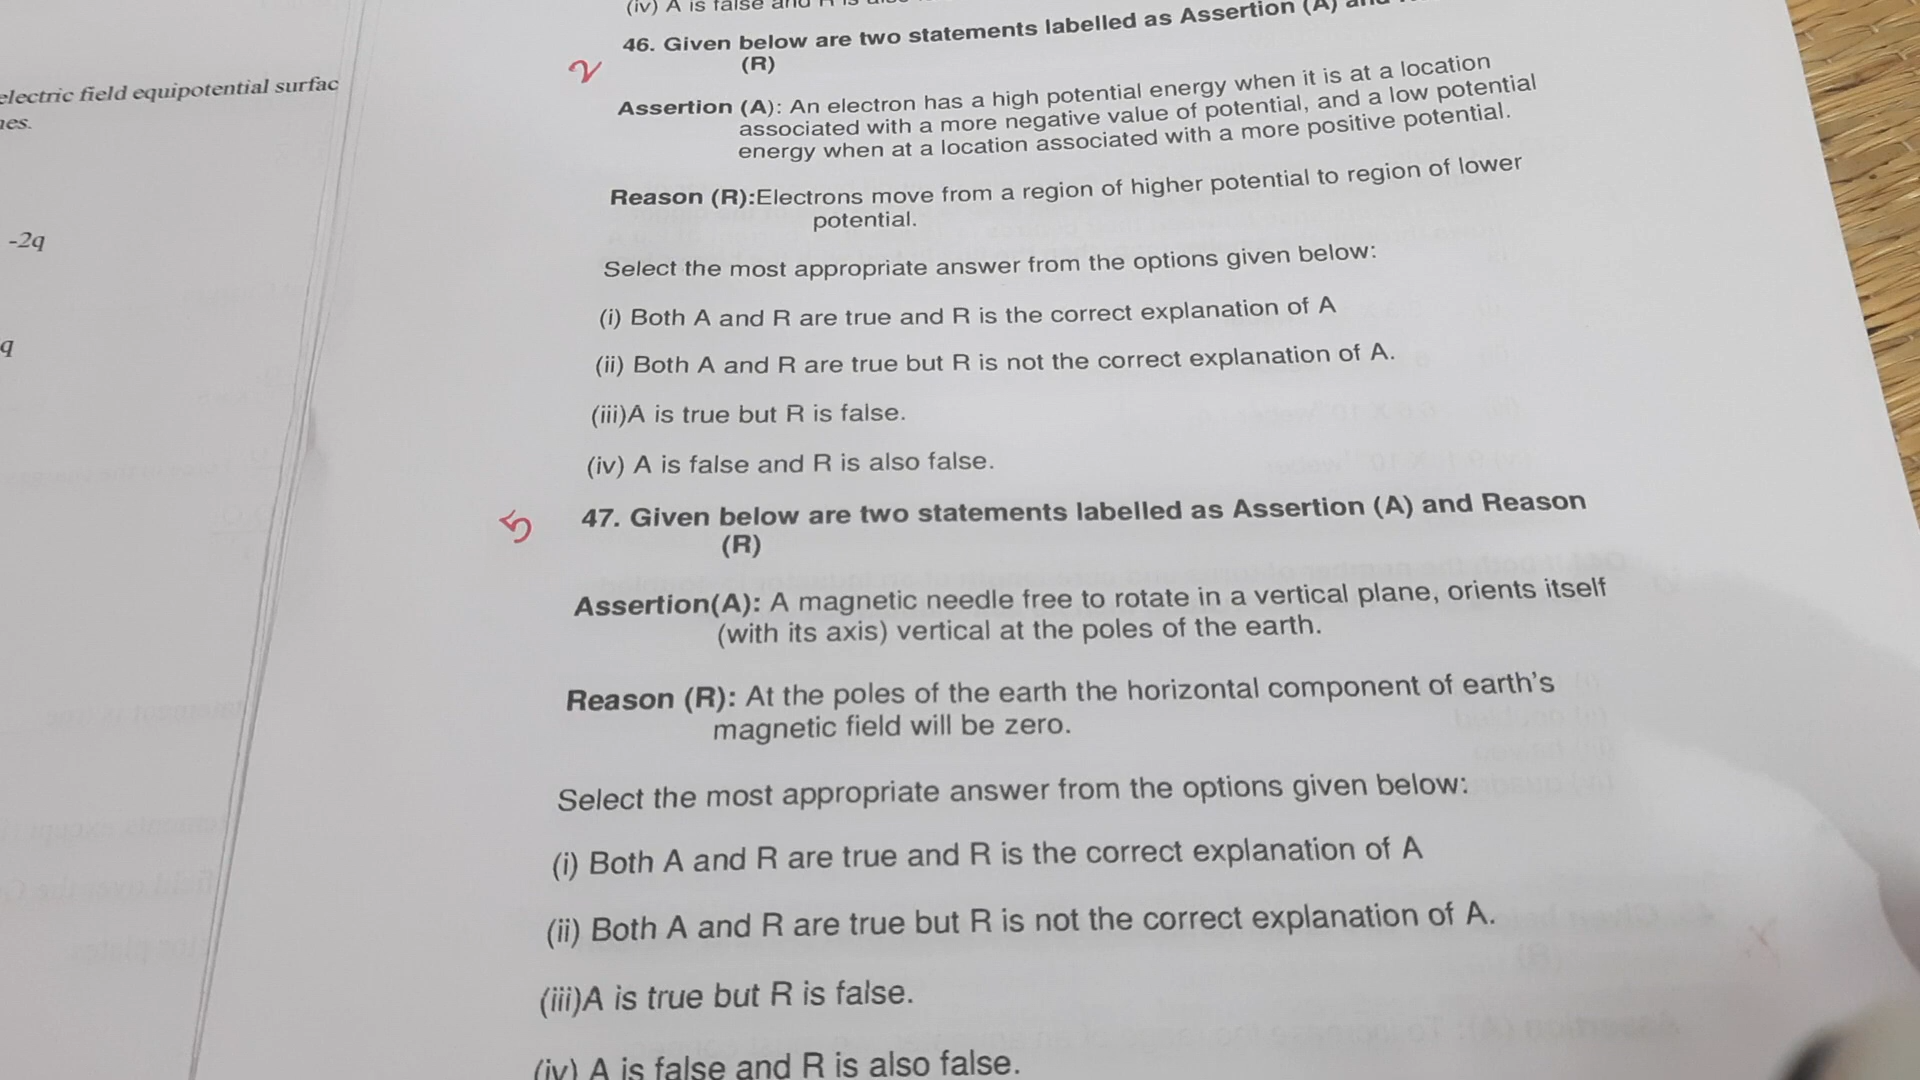 (iv) A is false and R is
46. Given below are two statements labelled as Assertion (A) and
(R)
2
Assertion (A): An electron has a high potential energy when it is at a location
associated with a more negative value of potential, and a low potential
energy when at a location associated with a more positive potential.
Reason (R):Electrons move from a region of higher potential to region of lower
potential.
Select the most appropriate answer from the options given below:
(i) Both A and R are true and R is the correct explanation of A
(ii) Both A and R are true but R is not the correct explanation of A.
(iii)A is true but R is false.
(iv) A is false and R is also false.
5
47. Given below are two statements labelled as Assertion (A) and Reason
(R)
Assertion(A): A magnetic needle free to rotate in a vertical plane, orients itself
(with its axis) vertical at the poles of the earth.
Reason (R): At the poles of the earth the horizontal component of earth's
magnetic field will be zero.
Select the most appropriate answer from the options given below:
(i) Both A and R are true and R is the correct explanation of A
(ii) Both A and R are true but R is not the correct explanation of A.
(iii)A is true but R is false.
(iv) A is false and R is also false.
electric field equipotential surfac
nes.
-2q
q